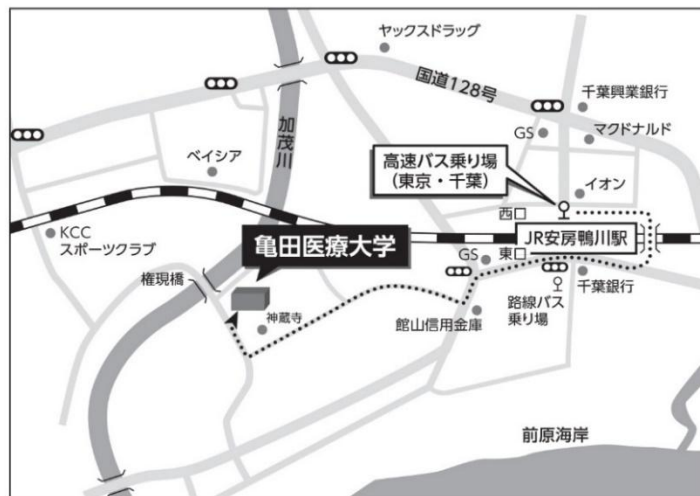 ヤックスドラッグ
国道128号
千葉興業銀行
GS
マクドナルド
加茂川
ベイシア
高速バス乗り場
(東京・千葉)
イオン
西口
KCC
スポーツクラブ
亀田医療大学
JR安房鴨川駅
GS
東口
権現橋
路線バス
乗り場
千葉銀行
神蔵寺
館山信用金庫
前原海岸